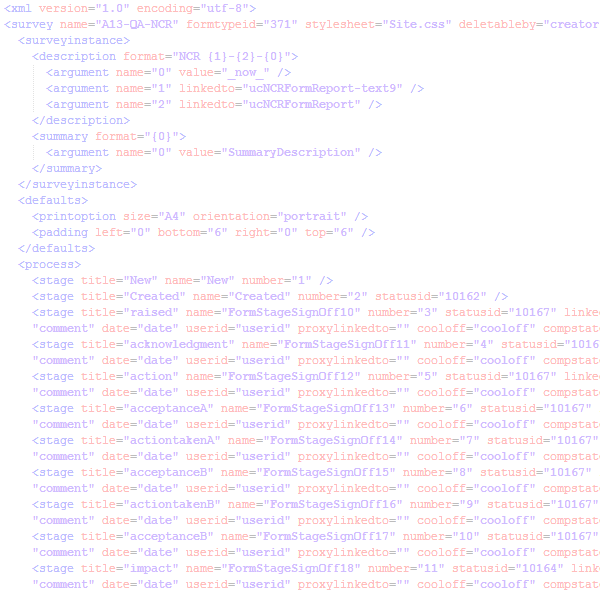 <xml version="1.0" encoding="utf-8">
<survey name="A13-QA-NCR" formtypeid="371" stylesheet="Site.css" deletableby="creator
<surveyinstance>
<description format="NCR {1}-{2}-{0}">
<argument name="0" value="_now_" />
<argument name="1" linkedto="ucNCRFormReport-text9" />
<argument name="2" linkedto="ucNCRFormReport" />
</description>
<summary format="{0}">
<argument name="0" value="SummaryDescription" />
</summary>
</surveyinstance>
<defaults>
<printoption size="A4" orientation="portrait" />
<padding left="0" bottom="6" right="0" top="6" />
</defaults>
<process>
<stage title="New" name="New" number="1" />
<stage title="Created" name="Created" number="2" statusid="10162" />
<stage title="raised" name="FormStageSignOff10" number="3" statusid="10167" linke
"comment" date="date" userid="userid" proxylinkedto="" cooloff="cooloff" compstat
<stage title="acknowledgment" name="FormStageSignOff11" number="4" statusid="1016
"comment" date="date" userid="userid" proxylinkedto="" cooloff="cooloff" compstat
<stage title="action" name="FormStageSignOff12" number="5" statusid="10167" linke
"comment" date="date" userid="userid" proxylinkedto="" cooloff="cooloff" compstat
<stage title="acceptanceA" name="FormStageSignOff13" number="6" statusid="10167"
"comment" date="date" userid="userid" proxylinkedto="" cooloff="cooloff" compstat
<stage title="actiontakenA" name="FormStageSignOff14" number="7" statusid="10167"
"comment" date="date" userid="userid" proxylinkedto="" cooloff="cooloff" compstat
<stage title="acceptanceB" name="FormStageSignOff15" number="8" statusid="10167"
"comment" date="date" userid="userid" proxylinkedto="" cooloff="cooloff" compstat
<stage title="actiontakenB" name="FormStageSignOff16" number="9" statusid="10167"
"comment" date="date" userid="userid" proxylinkedto="" cooloff="cooloff" compstat
<stage title="acceptanceB" name="FormStageSignOff17" number="10" statusid="10167"
"comment" date="date" userid="userid" proxylinkedto="" cooloff="cooloff" compstat
<stage title="impact" name="FormStageSignOff18" number="11" statusid="10164" link
"comment" date="date" userid="userid" proxylinkedto="" cooloff="cooloff" compstat